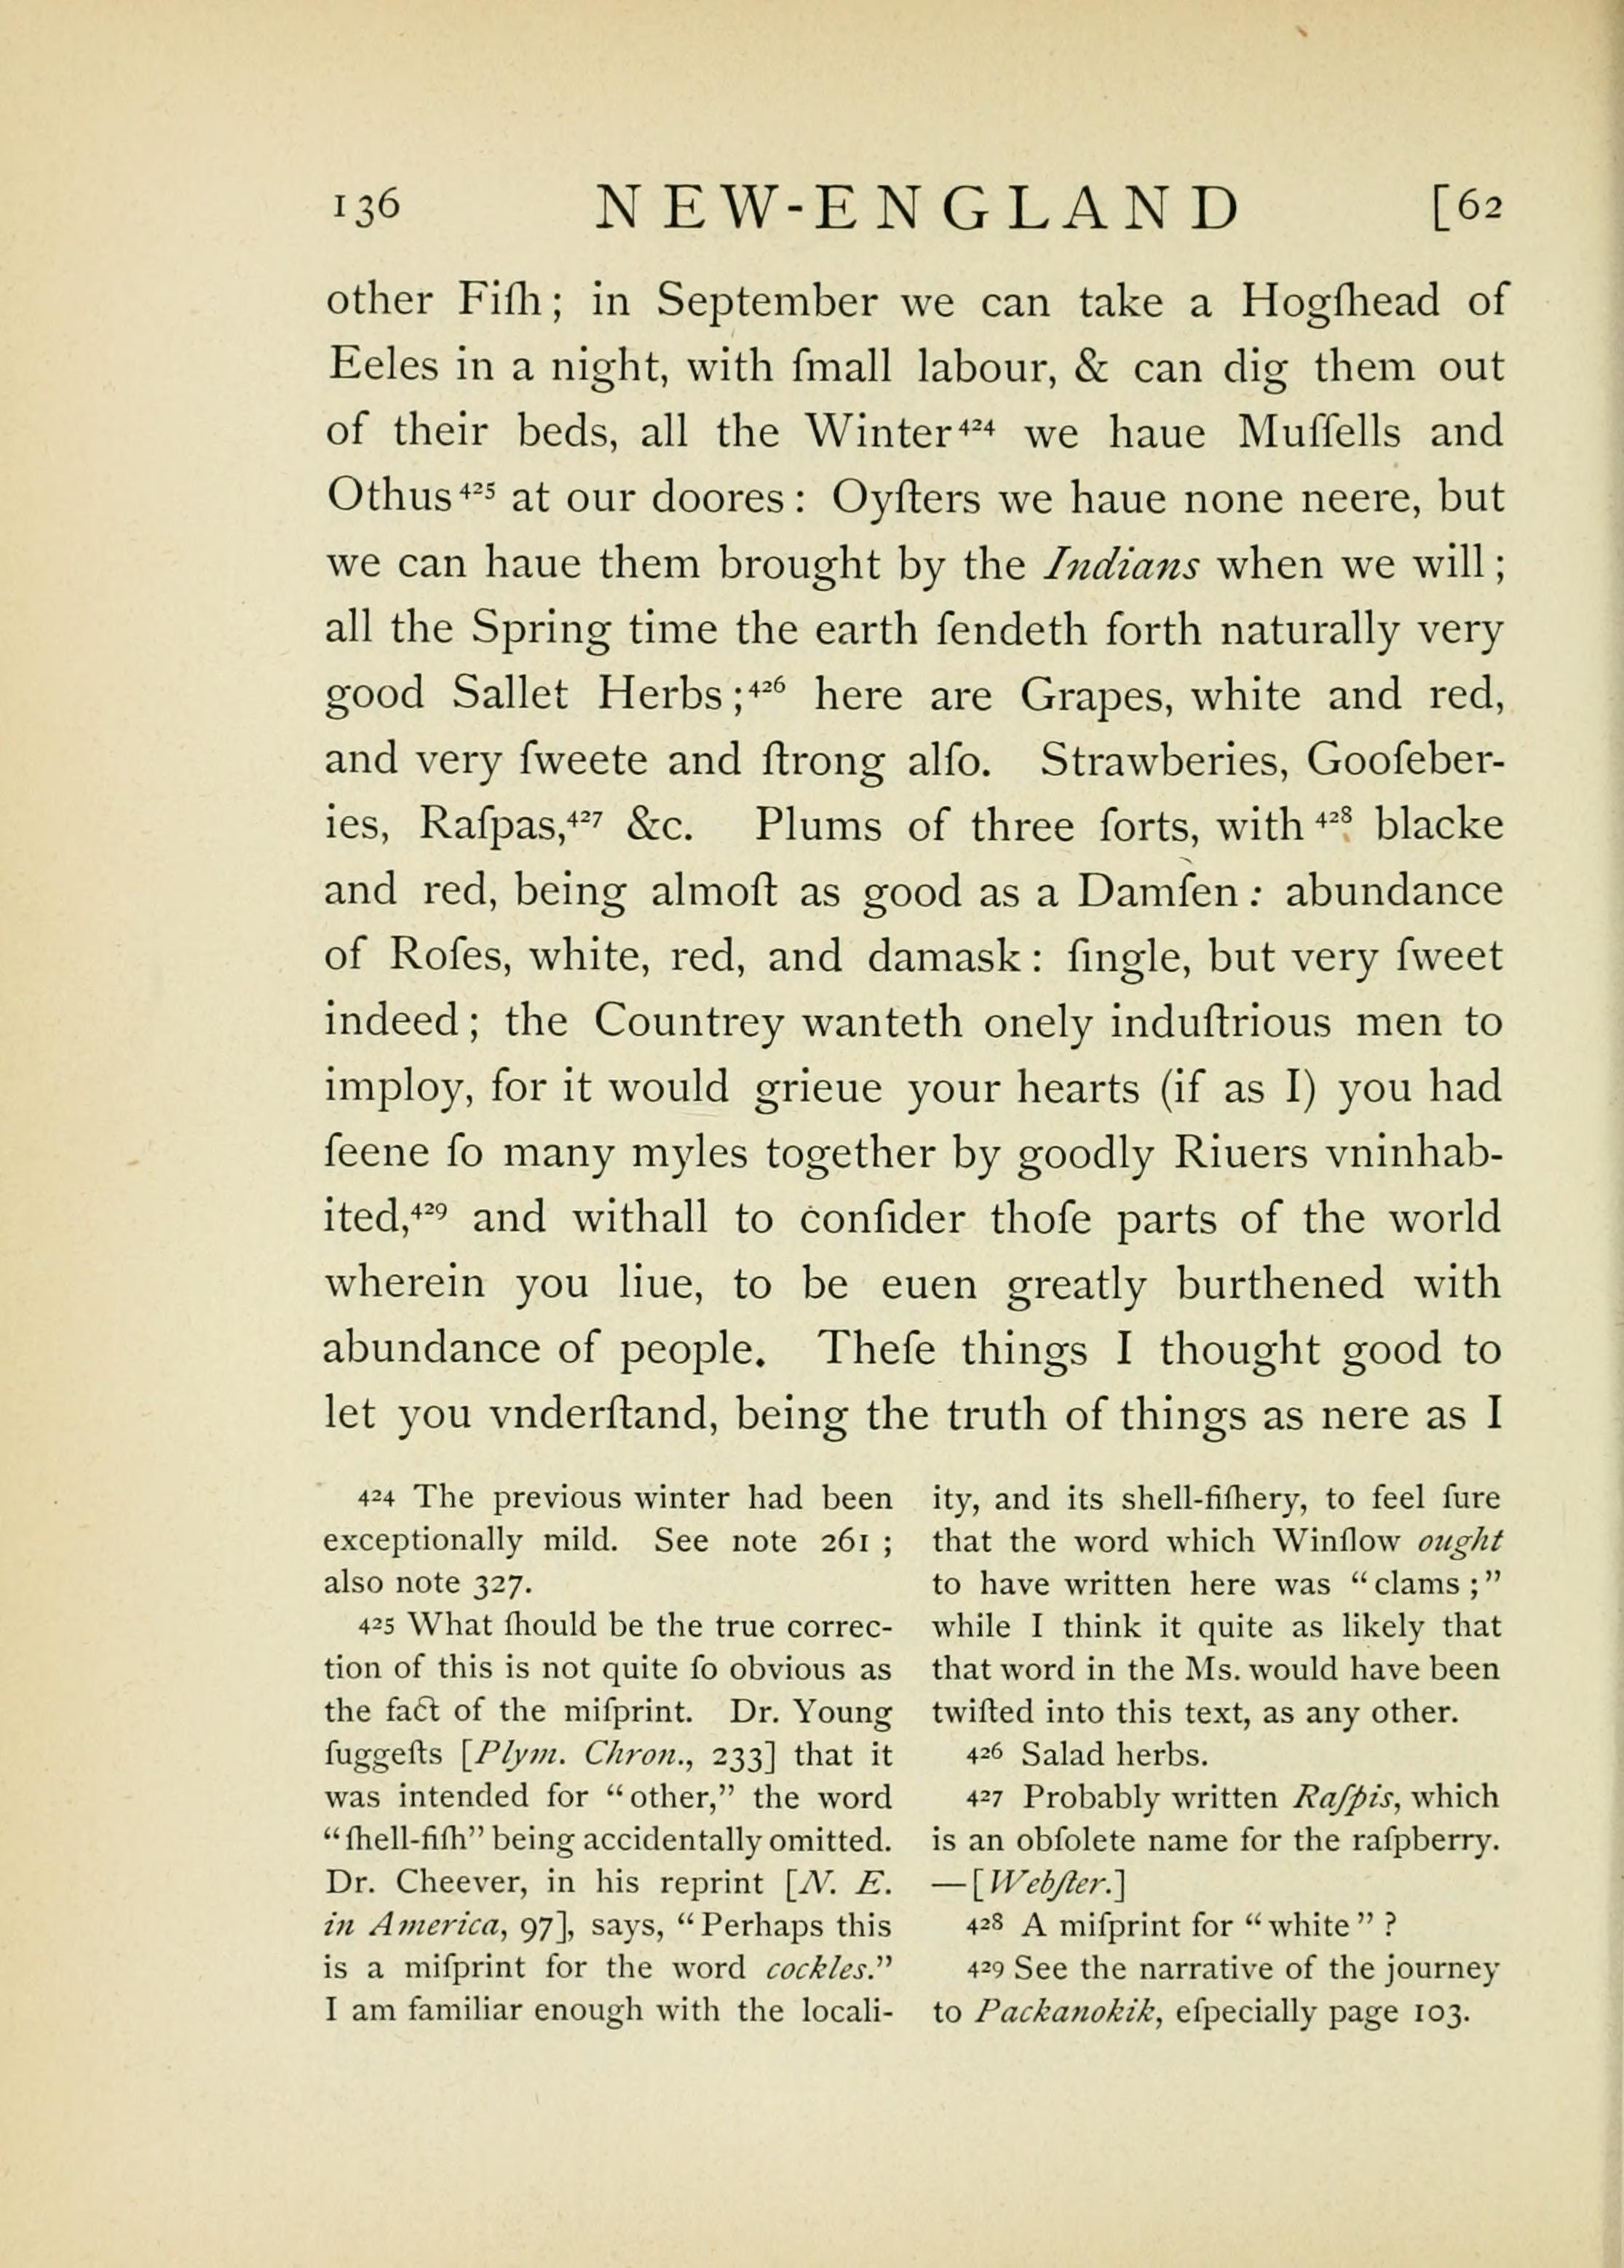 136 NEW-ENGLAND [62
other Fiſh; in September we can take a Hogſhead of
Eeles in a night, with ſmall labour, & can dig them out
of their beds, all the Winter⁴²⁴ we haue Muſſells and
Othus⁴²⁵ at our doores: Oyſters we haue none neere, but
we can haue them brought by the Indians when we will;
all the Spring time the earth ſendeth forth naturally very
good Sallet Herbs;⁴²⁶ here are Grapes, white and red,
and very ſweete and ſtrong alſo. Strawberies, Gooſeber-
ies, Raſpas,⁴²⁷ &c. Plums of three ſorts, with⁴²⁸ blacke
and red, being almoſt as good as a Damſen: abundance
of Roſes, white, red, and damask: ſingle, but very ſweet
indeed; the Countrey wanteth onely induſtrious men to
imploy, for it would grieue your hearts (if as I) you had
ſeene ſo many myles together by goodly Riuers vninhab-
ited,⁴²⁹ and withall to conſider thoſe parts of the world
wherein you liue, to be euen greatly burthened with
abundance of people. Theſe things I thought good to
let you vnderſtand, being the truth of things as nere as I
424 The previous winter had been
exceptionally mild. See note 261;
also note 327.
425 What ſhould be the true correc-
tion of this is not quite ſo obvious as
the fact of the miſprint. Dr. Young
ſuggeſts [Plym. Chron., 233] that it
was intended for "other," the word
"ſhell-fiſh" being accidentally omitted.
Dr. Cheever, in his reprint [N. E.
in America, 97], says, "Perhaps this
is a miſprint for the word cockles."
I am familiar enough with the locali-
ity, and its shell-fiſhery, to feel ſure
that the word which Winſlow ought
to have written here was "clams;"
while I think it quite as likely that
that word in the Ms. would have been
twiſted into this text, as any other.
426 Salad herbs.
427 Probably written Raſpis, which
is an obſolete name for the raſpberry.
—[Webſter.]
428 A miſprint for "white"?
429 See the narrative of the journey
to Packanokik, eſpecially page 103.